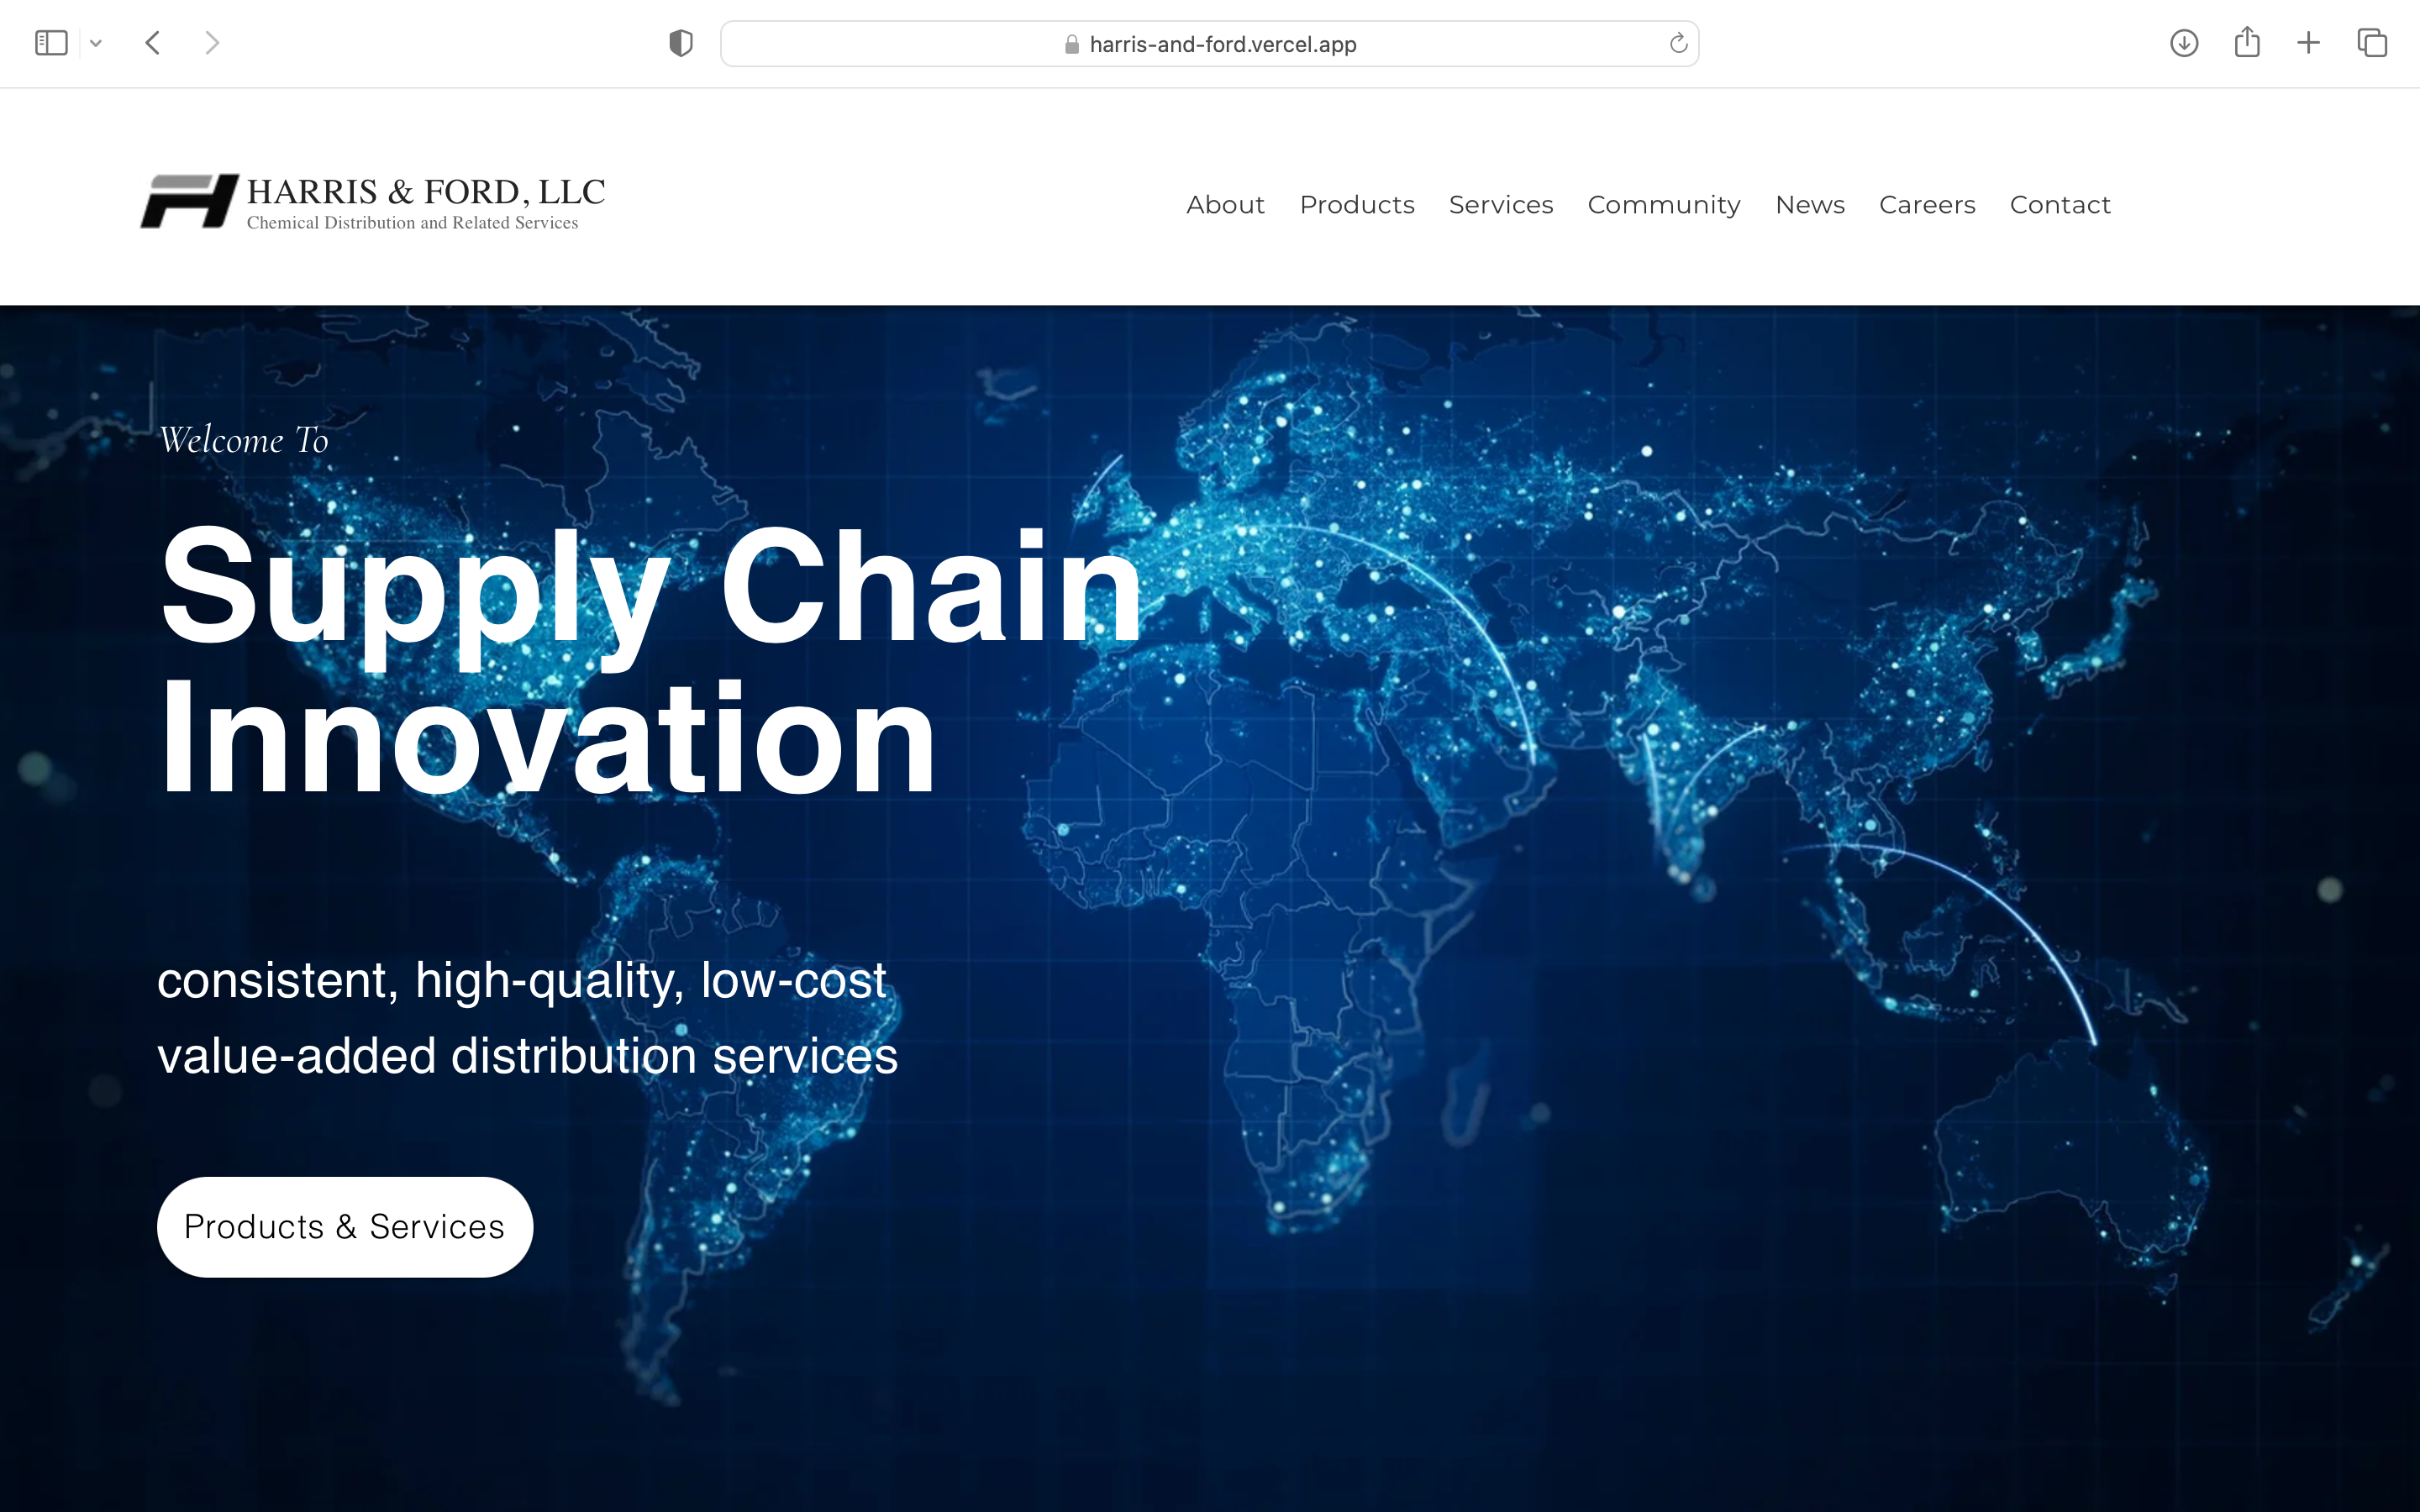 harris-and-ford.vercel.app
HARRIS & FORD, LLC
Chemical Distribution and Related Services
About Products Services Community News Careers Contact
Welcome To
Supply Chain
Innovation
consistent, high-quality, low-cost
value-added distribution services
Products & Services